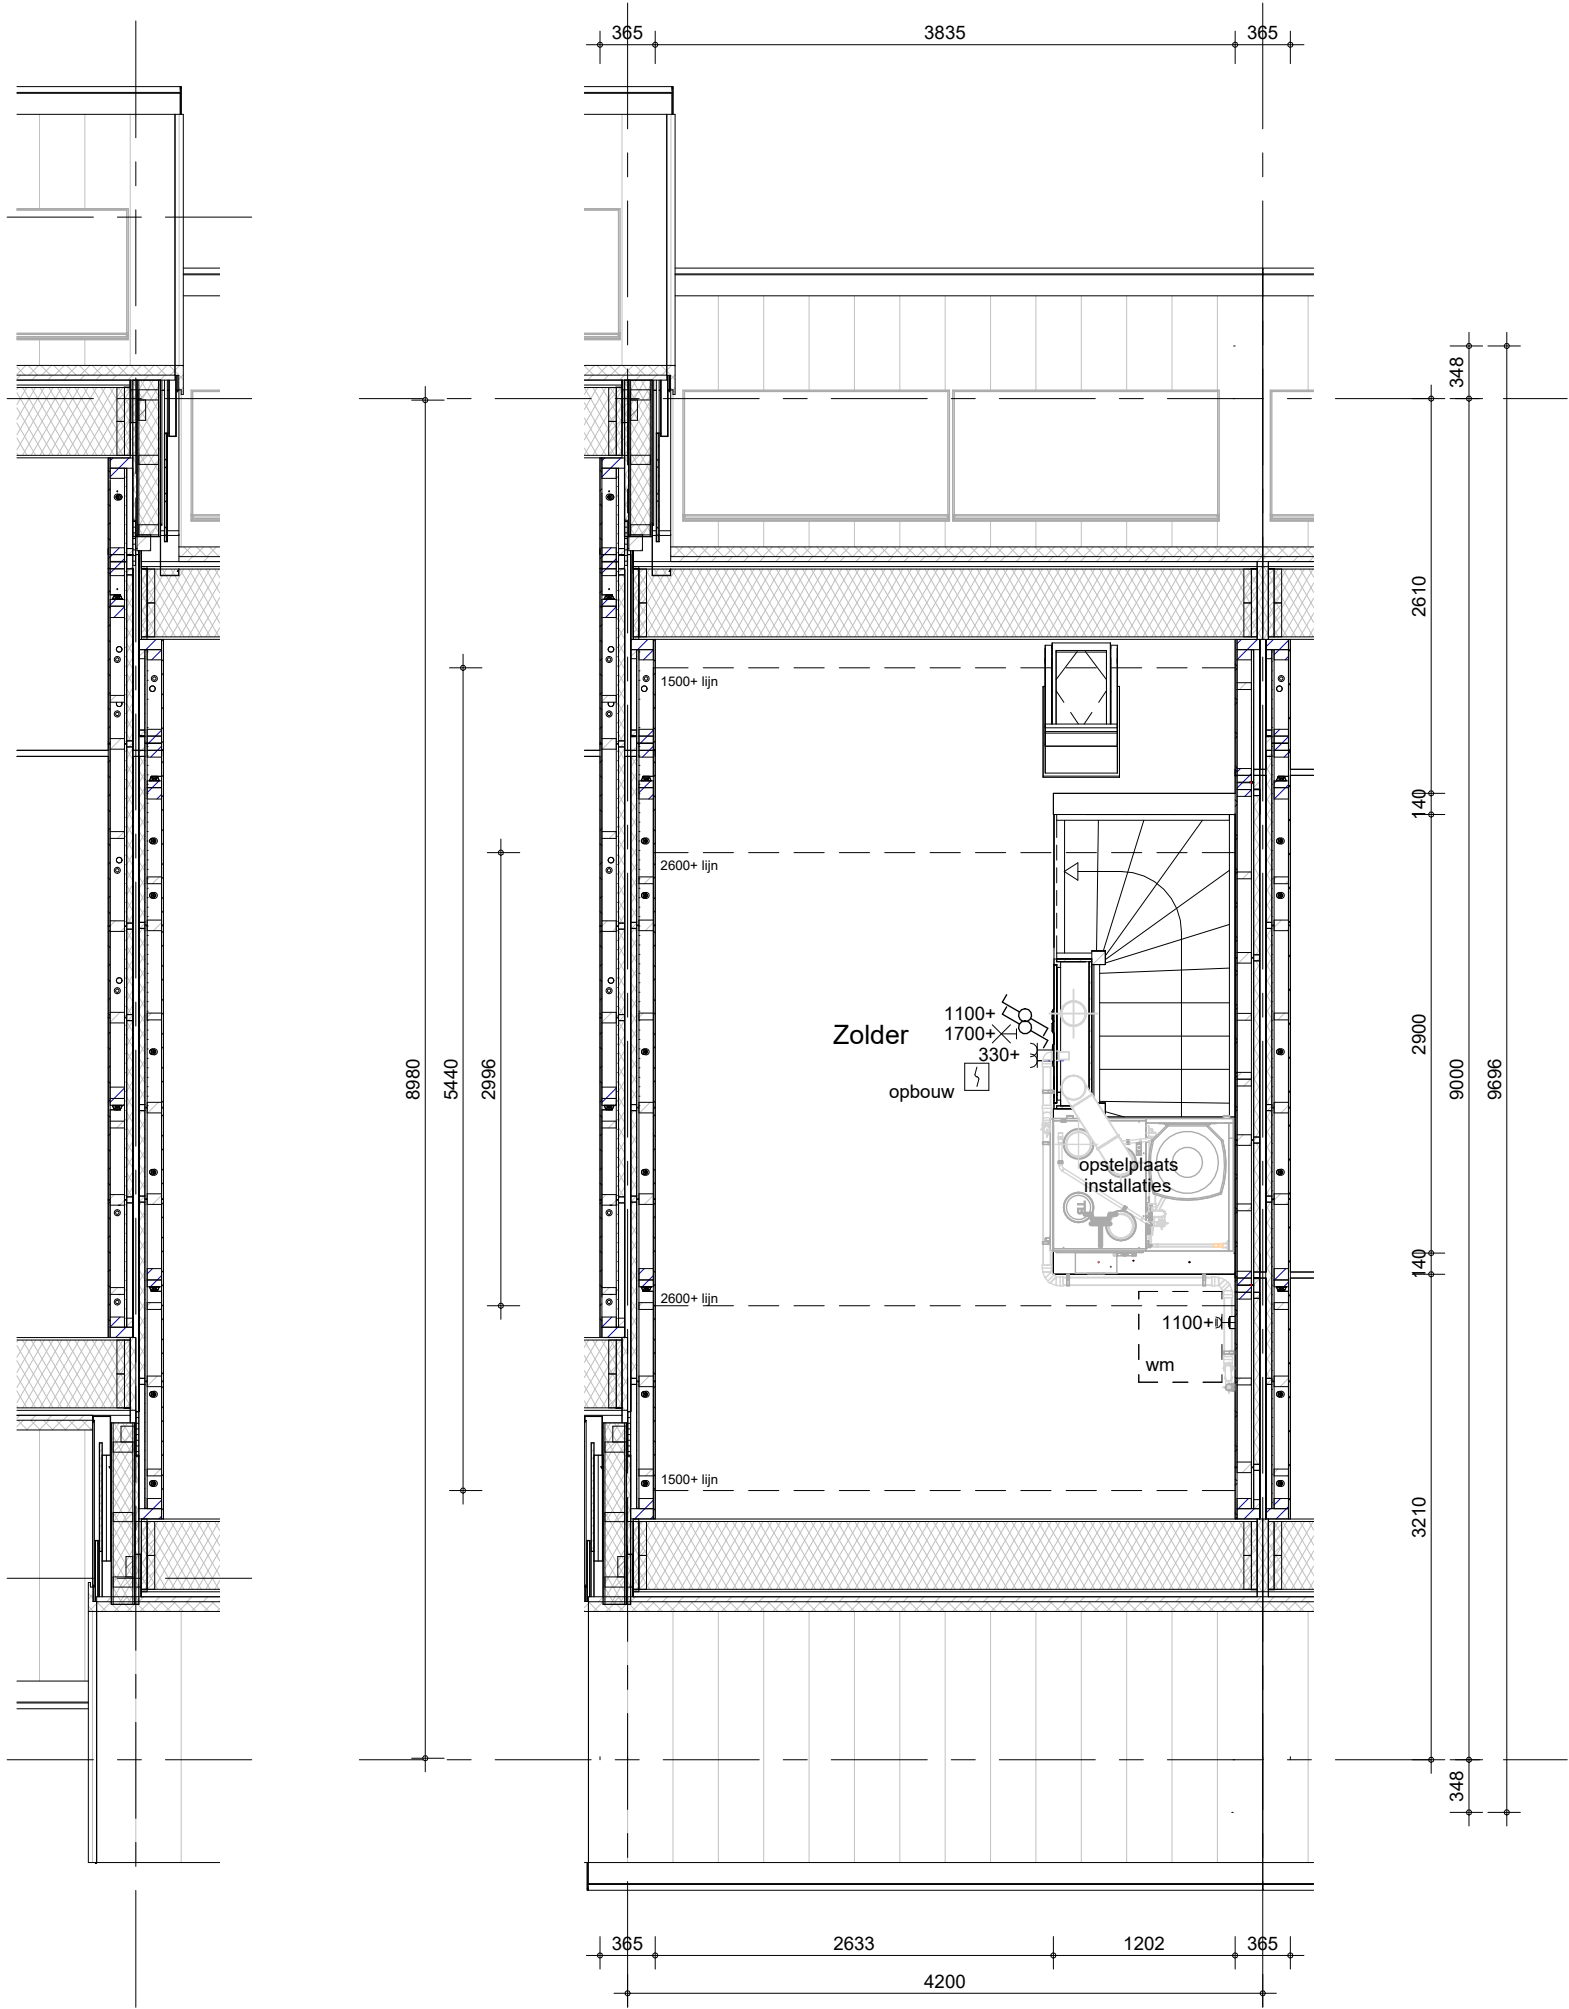 365 3835 365
348
1500+ lijn
2610
140
2600+ lijn
1100+
Zolder
1700+
330+
opbouw
8980
5440
2996
2900
9000
9696
opstelplaats
installaties
140
2600+ lijn
1100+
wm
1500+ lijn
3210
348
365 2633 1202 365
4200